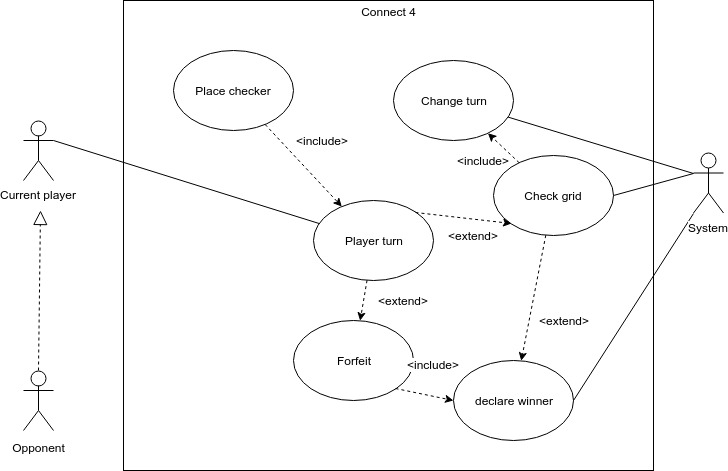 Connect 4
Place checker
Change turn
<include>
<include>
Current player
Check grid
System
Player turn
<extend>
<extend>
<extend>
Forfeit
<include>
declare winner
Opponent